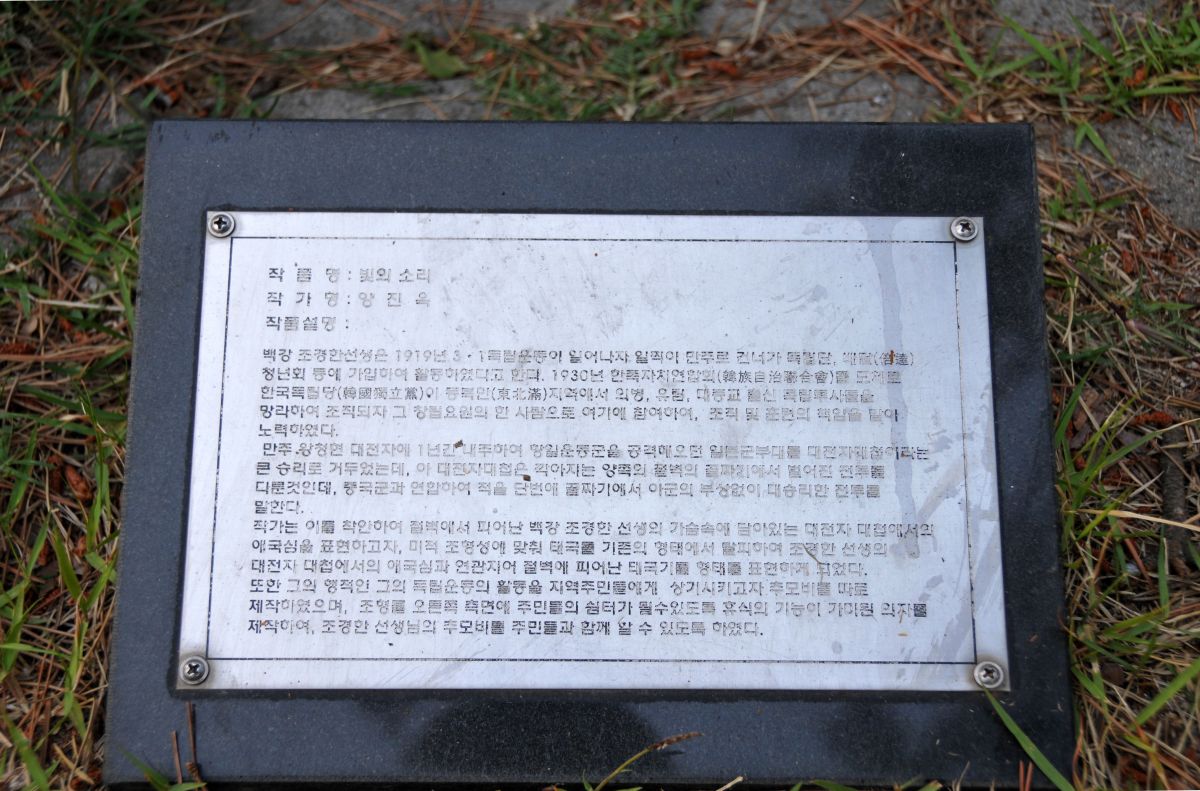 작 품 명 : 빛의 소리
작 가 명 : 양 진 옥
작품설명 :
백강 조경한선생은 1919년 3·1독립운동이 일어나자 일찍이 만주로 건너가 독립단, 배달(倍達)
청년회 등에 가입하여 활동하였다고 한다. 1930년 한족자치연합회(韓族自治聯合會)를 모체로
한국독립당(韓國獨立黨)이 동북만(東北滿)지역에서 의병, 유림, 대종교 출신 독립투사들을
망라하여 조직되자 그 창립요원의 한 사람으로 여기에 참여하여, 조직 및 훈련의 책임을 맡아
노력하였다.
만주 왕청현 대전자에 1년간 내주하여 항일운동군을 공격해오던 일본군부대를 대전자대첩이라는
큰 승리로 거두었는데, 이 대전자대첩은 깍아지는 양쪽의 절벽의 골짜기에서 벌어진 전투를
다룬것인데, 중국군과 연합하여 적을 단번에 골짜기에서 아군의 부상없이 대승리한 전투를
말한다.
작가는 이를 착안하여 절벽에서 피어난 백강 조경한 선생의 가슴속에 담아있는 대전자 대첩에서의
애국심을 표현하고자, 미적 조형성에 맞춰 태극를 기존의 형태에서 탈피하여 조경한 선생의
대전자 대첩에서의 애국심과 연관지어 절벽에 피어난 태극기를 형태를 표현하게 되었다.
또한 그의 행적인 그의 독립운동의 활동을 지역주민들에게 상기시키고자 추모비를 따로
제작하였으며, 조형물 오른쪽 측면에 주민들의 쉼터가 될수있도록 휴식의 기능이 가미된 의자를
제작하여, 조경한 선생님의 추모비를 주민들과 함께 할 수 있도록 하였다.